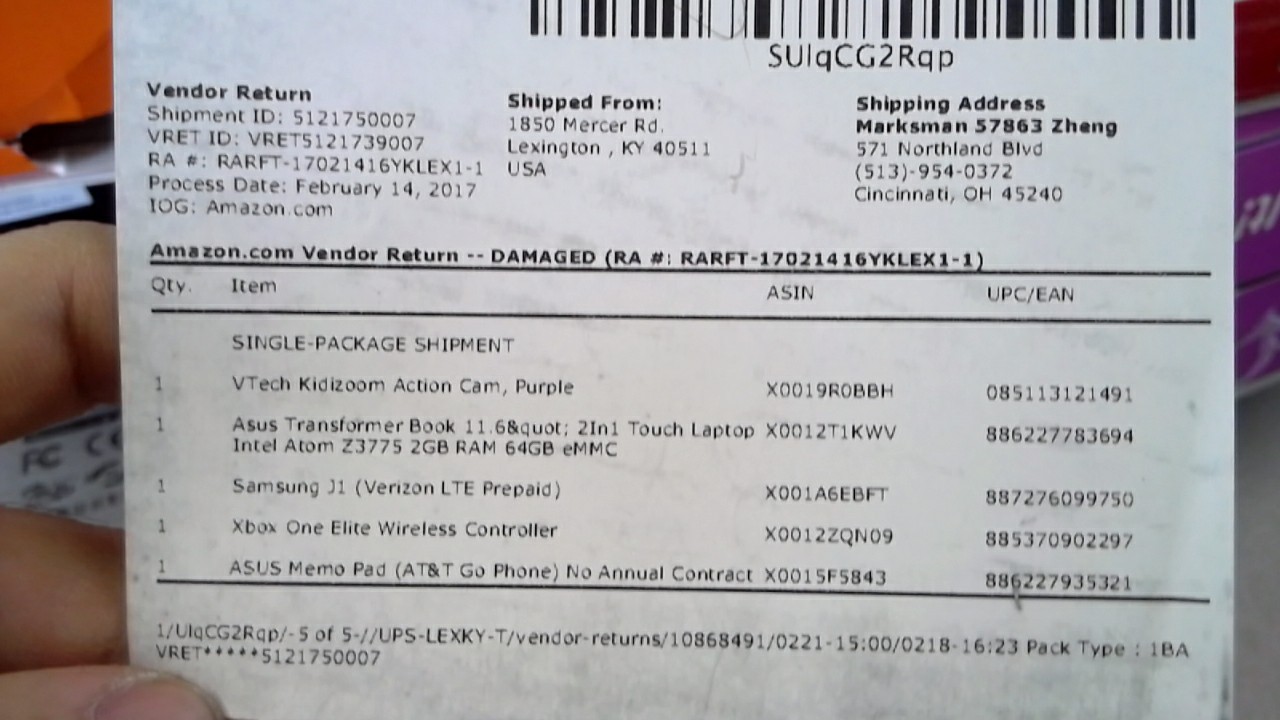 SUlqCG2Rqp
Vendor Return
Shipment ID: 5121750007
VRET ID: VRET5121739007
RA #: RARFT-17021416YKLEX1-1
Process Date: February 14, 2017
IOG: Amazon.com
Shipped From:
1850 Mercer Rd.
Lexington , KY 40511
USA
Shipping Address
Marksman 57863 Zheng
571 Northland Blvd
(513)-954-0372
Cincinnati, OH 45240
Amazon.com Vendor Return -- DAMAGED (RA #: RARFT-17021416YKLEX1-1)
Qty. Item ASIN UPC/EAN
SINGLE-PACKAGE SHIPMENT
1 VTech Kidizoom Action Cam, Purple X0019R0BBH 085113121491
1 Asus Transformer Book 11.6&quot; 2In1 Touch Laptop X0012T1KWV 886227783694
Intel Atom Z3775 2GB RAM 64GB eMMC
1 Samsung J1 (Verizon LTE Prepaid) X001A6EBFT 887276099750
1 Xbox One Elite Wireless Controller X0012ZQN09 885370902297
1 ASUS Memo Pad (AT&T Go Phone) No Annual Contract X0015F5843 886227935321
1/UlqCG2Rqp/-5 of 5-//UPS-LEXKY-T/vendor-returns/10868491/0221-15:00/0218-16:23 Pack Type : 1BA
VRET*****5121750007
FC CE